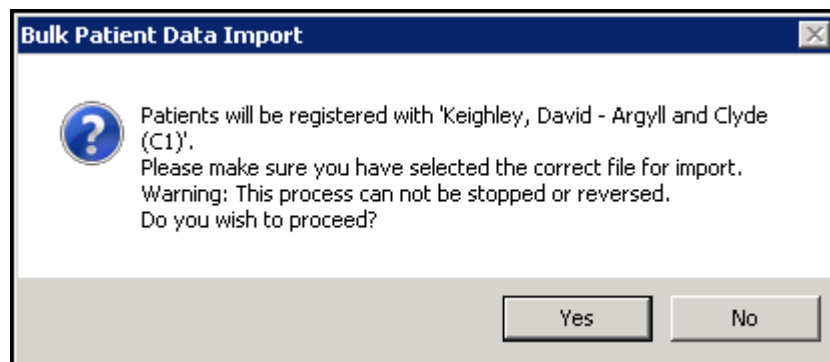 Bulk Patient Data Import
Patients will be registered with 'Keighley, David - Argyll and Clyde
(C1)'.
Please make sure you have selected the correct file for import.
Warning: This process can not be stopped or reversed.
Do you wish to proceed?
Yes
No